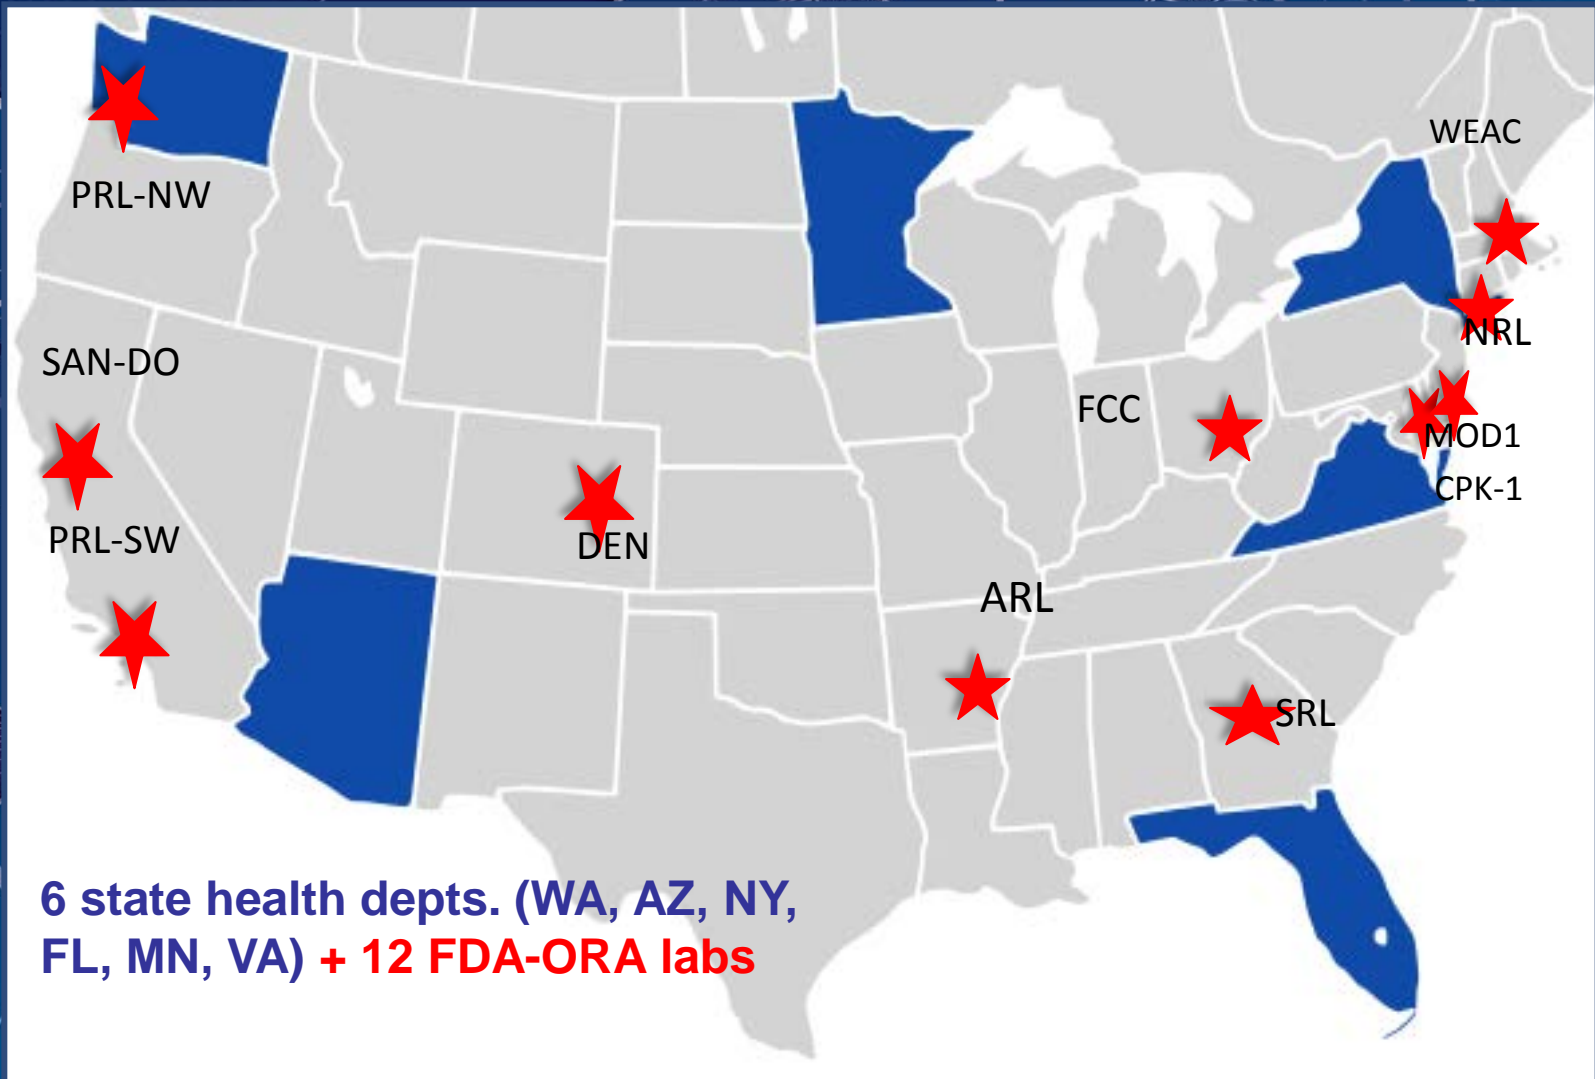 WEAC
PRL-NW
NRL
SAN-DO
FCC
MOD1
CPK-1
PRL-SW
DEN
ARL
SRL
6 state health depts. (WA, AZ, NY,
FL, MN, VA) + 12 FDA-ORA labs